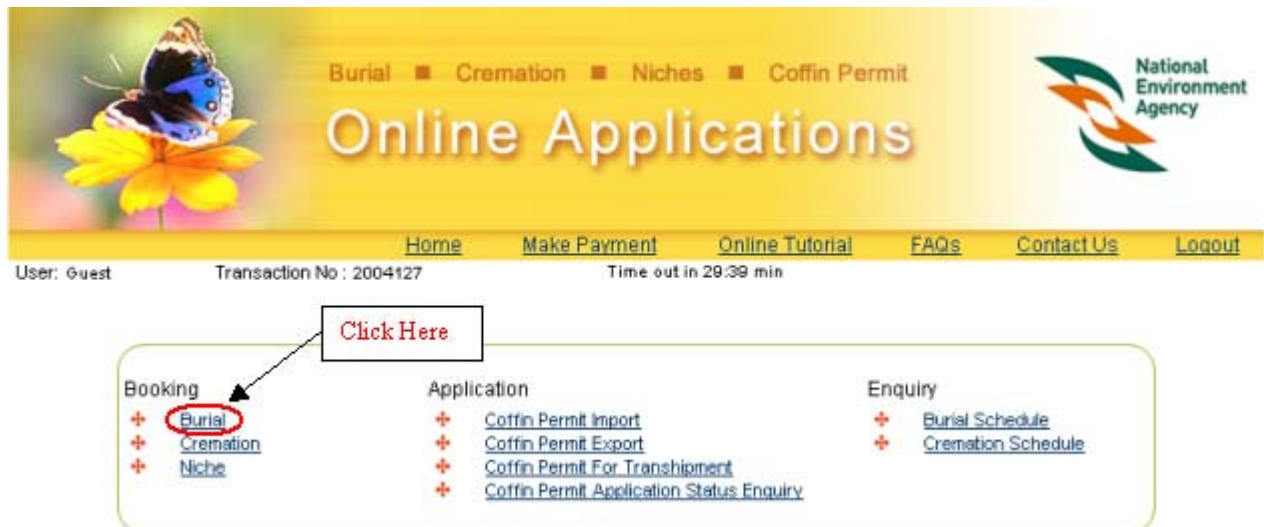 Burial ■ Cremation ■ Niches ■ Coffin Permit
Online Applications
National
Environment
Agency
Home Make Payment Online Tutorial FAQs Contact Us Logout
User: Guest Transaction No : 2004127 Time out in 29:39 min
Click Here
Booking
Burial
Cremation
Niche
Application
Coffin Permit Import
Coffin Permit Export
Coffin Permit For Transhipment
Coffin Permit Application Status Enquiry
Enquiry
Burial Schedule
Cremation Schedule